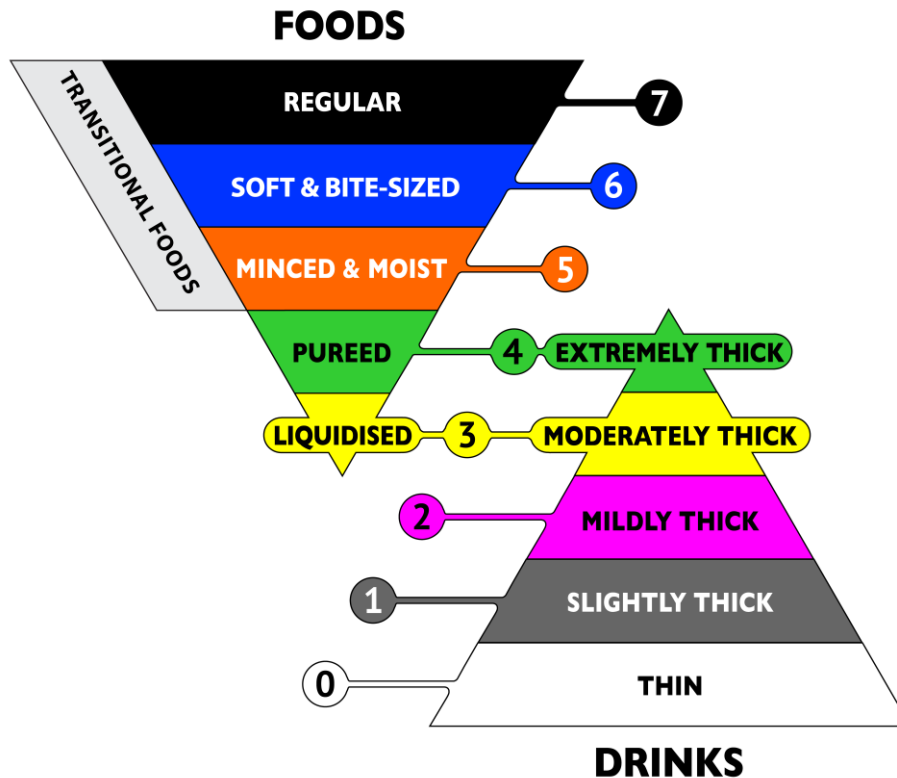 FOODS
TRANSITIONAL FOODS
REGULAR
7
SOFT & BITE-SIZED
6
MINCED & MOIST
5
PUREED
4
EXTREMELY THICK
LIQUIDISED
3
MODERATELY THICK
2
MILDLY THICK
1
SLIGHTLY THICK
0
THIN
DRINKS